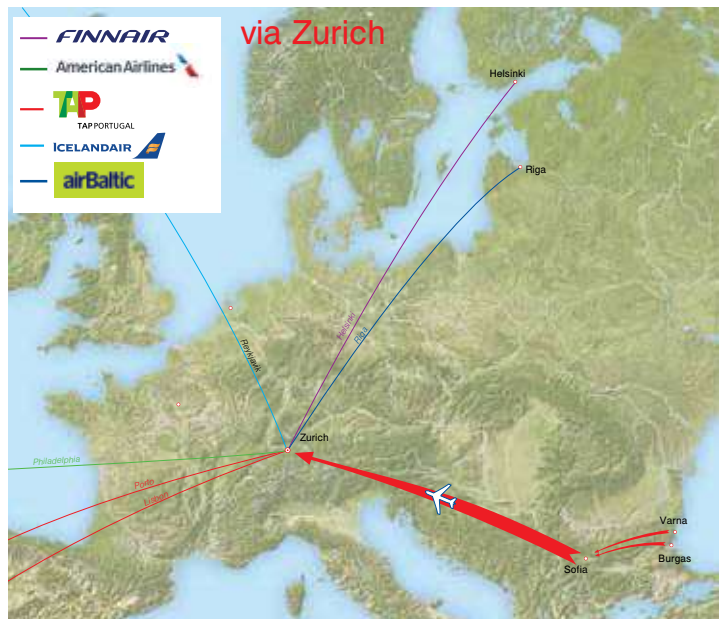 via Zurich
FINNAIR
American Airlines
TAP
TAP PORTUGAL
ICELANDAIR
airBaltic
Helsinki
Riga
Helsinki
Riga
Reykjavik
Zurich
Philadelphia
Porto
Lisbon
Varna
Burgas
Sofia